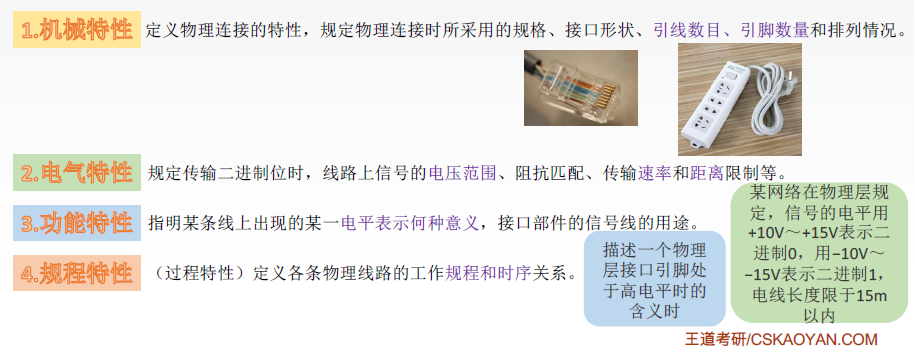 1.机械特性 定义物理连接的特性，规定物理连接时所采用的规格、接口形状、引线数目、引脚数量和排列情况。
2.电气特性 规定传输二进制位时，线路上信号的电压范围、阻抗匹配、传输速率和距离限制等。
3.功能特性 指明某条线上出现的某一电平表示何种意义，接口部件的信号线的用途。
4.规程特性 （过程特性）定义各条物理线路的工作规程和时序关系。
描述一个物理
层接口引脚处
于高电平时的
含义时
某网络在物理层规
定，信号的电平用
+10V～+15V表示二
进制0，用−10V～
−15V表示二进制1，
电线长度限于15m
以内
王道考研/CSKAOYAN.COM